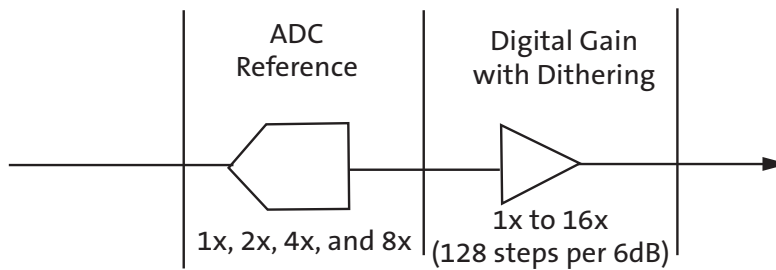 ADC
Reference
1x, 2x, 4x, and 8x
Digital Gain
with Dithering
1x to 16x
(128 steps per 6dB)